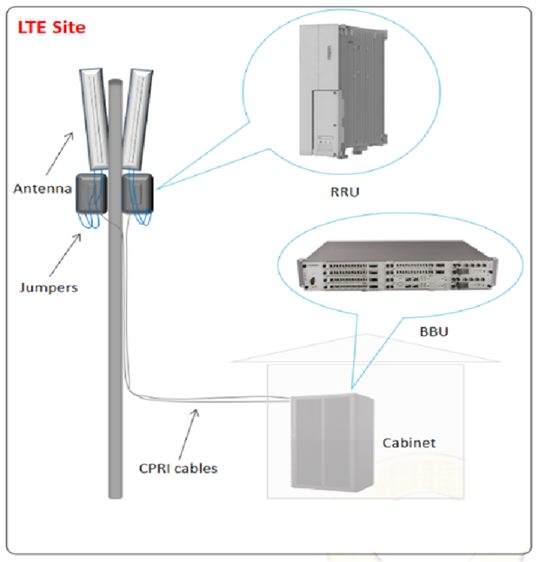 LTE Site
Antenna
RRU
Jumpers
BBU
Cabinet
CPRI cables